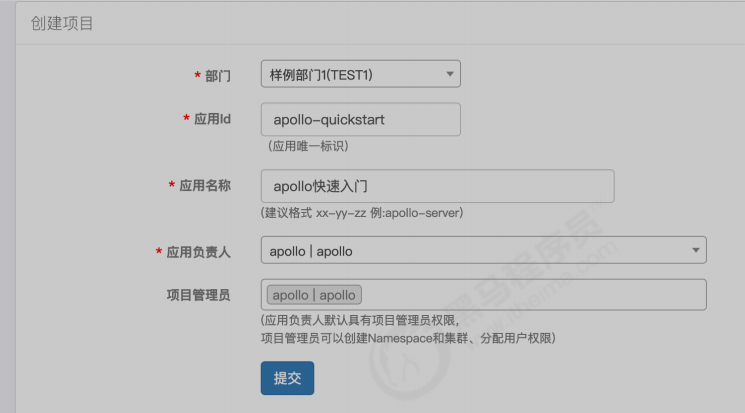 创建项目
* 部门 样例部门1(TEST1)
* 应用Id apollo-quickstart
(应用唯一标识)
* 应用名称 apollo快速入门
(建议格式 xx-yy-zz 例:apollo-server)
* 应用负责人 apollo | apollo
项目管理员 apollo | apollo
(应用负责人默认具有项目管理员权限，
项目管理员可以创建Namespace和集群、分配用户权限)
提交
黑马程序员
www.itheima.com